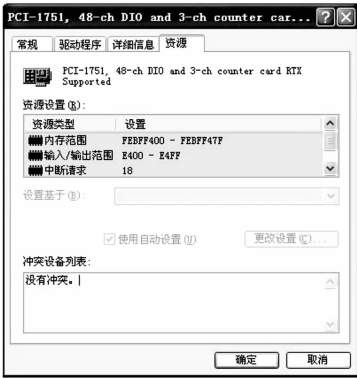 PCI-1751, 48-ch DIO and 3-ch counter car...
常规 驱动程序 详细信息 资源
PCI-1751, 48-ch DIO and 3-ch counter card RTX
Supported
资源设置(R):
资源类型 设置
内存范围 FEBFF400 - FEBFF47F
输入/输出范围 E400 - E4FF
中断请求 18
设置基于(B):
使用自动设置(U) 更改设置(C)...
冲突设备列表:
没有冲突。
确定 取消